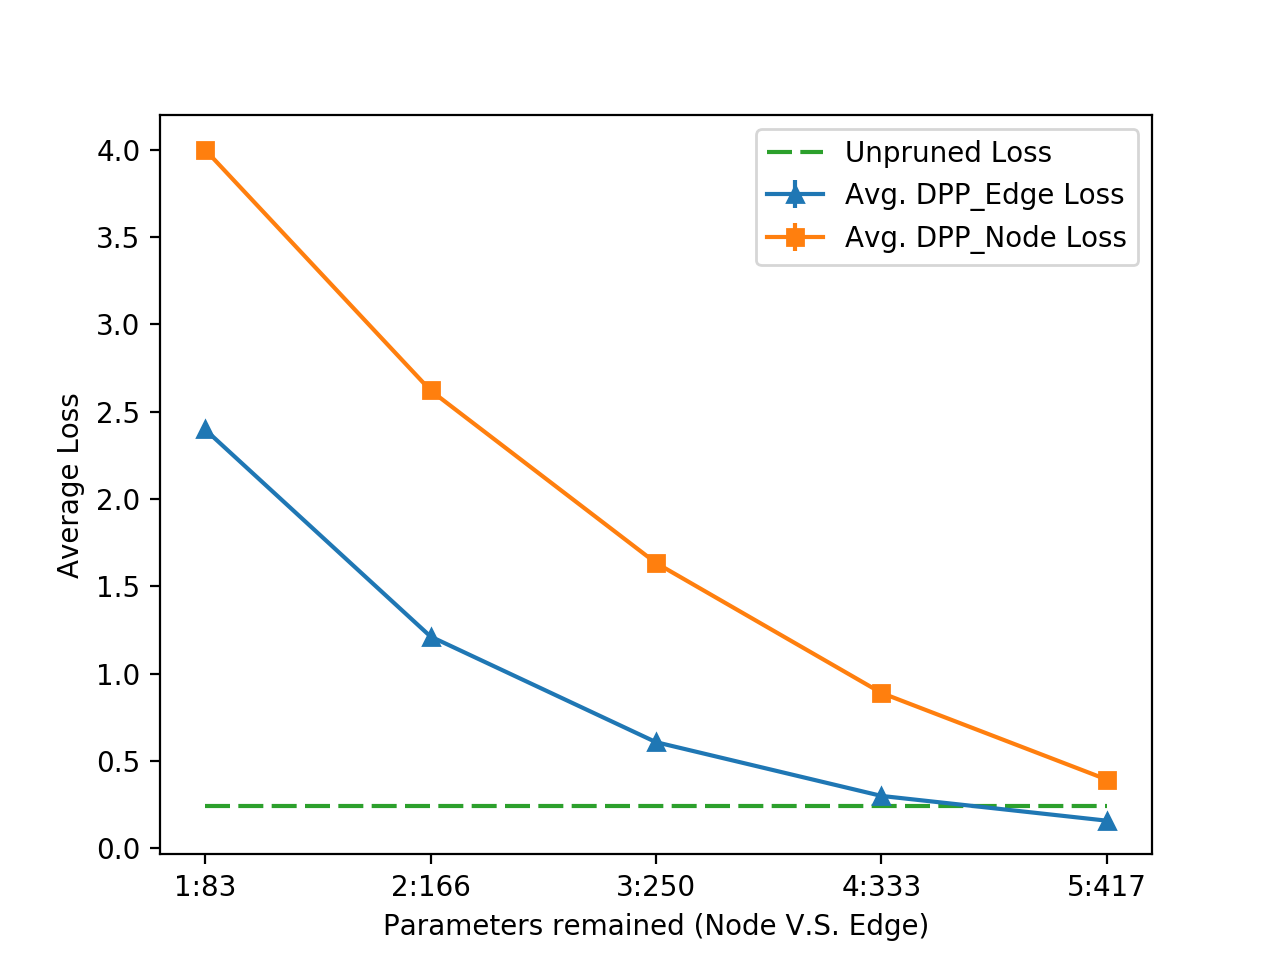 Unpruned Loss
Avg. DPP_Edge Loss
Avg. DPP_Node Loss
4.0
3.5
3.0
2.5
2.0
1.5
1.0
0.5
0.0
Average Loss
1:83 2:166 3:250 4:333 5:417
Parameters remained (Node V.S. Edge)